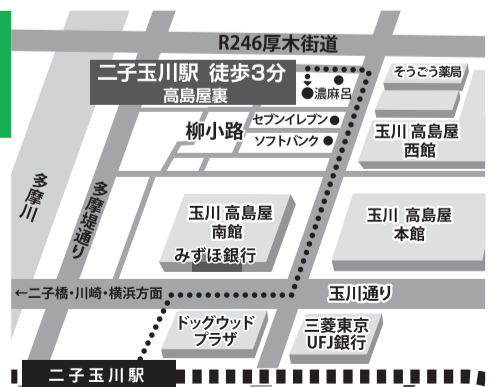 R246厚木街道
二子玉川駅 徒歩3分
高島屋裏
そうごう薬局
濃麻呂
セブンイレブン
ソフトバンク
柳小路
玉川 高島屋
西館
多摩川
多摩堤通り
玉川 高島屋
南館
みずほ銀行
玉川 高島屋
本館
←二子橋・川崎・横浜方面
玉川通り
ドッグウッド
プラザ
三菱東京
UFJ銀行
二子玉川駅